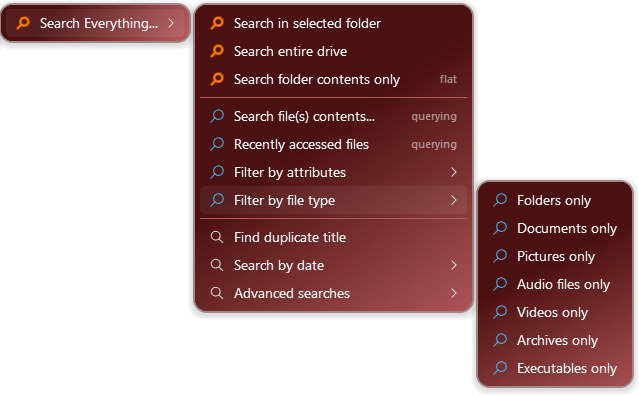 Search Everything...
Search in selected folder
Search entire drive
Search folder contents only flat
Search file(s) contents... querying
Recently accessed files querying
Filter by attributes
Filter by file type
Find duplicate title
Search by date
Advanced searches
Folders only
Documents only
Pictures only
Audio files only
Videos only
Archives only
Executables only